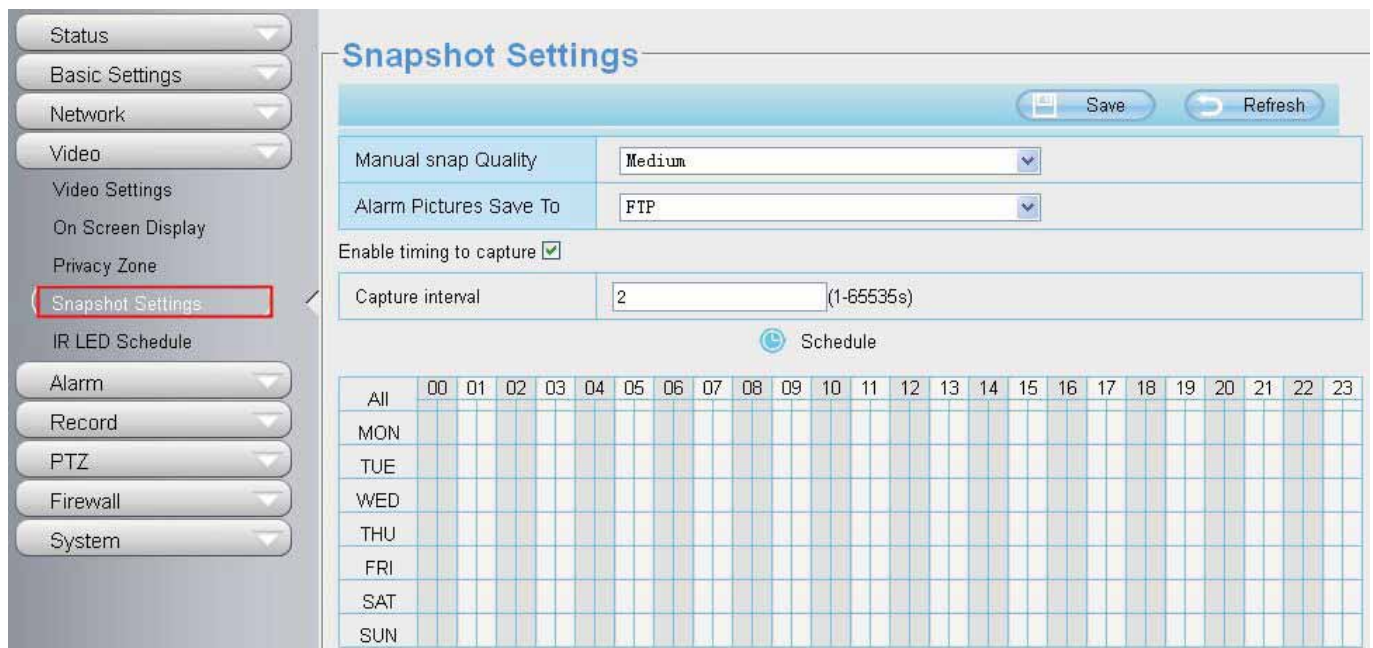 Status
Basic Settings
Network
Video
Video Settings
On Screen Display
Privacy Zone
Snapshot Settings
IR LED Schedule
Alarm
Record
PTZ
Firewall
System
Snapshot Settings
Save Refresh
Manual snap Quality Medium
Alarm Pictures Save To FTP
Enable timing to capture
Capture interval 2 (1-65535s)
Schedule
All 00 01 02 03 04 05 06 07 08 09 10 11 12 13 14 15 16 17 18 19 20 21 22 23
MON
TUE
WED
THU
FRI
SAT
SUN